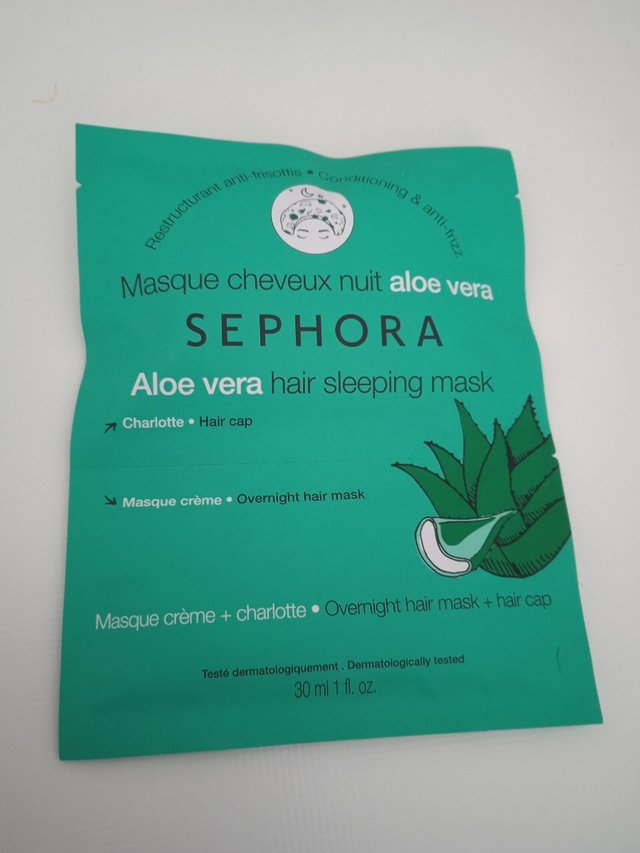 Restructurant anti-frisottis • Conditioning & anti-frizz
Masque cheveux nuit aloe vera
SEPHORA
Aloe vera hair sleeping mask
Charlotte • Hair cap
Masque crème • Overnight hair mask
Masque crème + charlotte • Overnight hair mask + hair cap
Testé dermatologiquement . Dermatologically tested
30 ml 1 fl. oz.